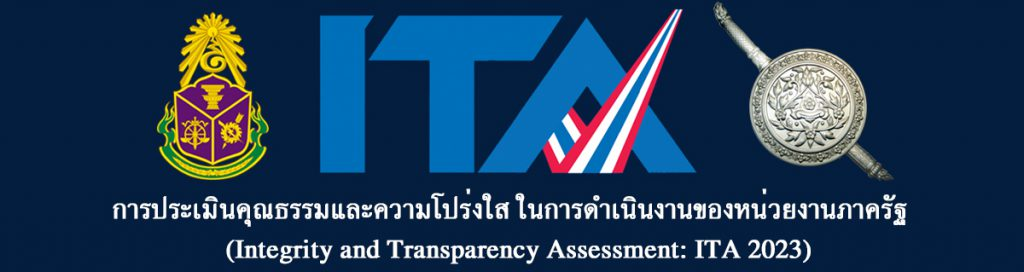 ITA
การประเมินคุณธรรมและความโปร่งใส ในการดำเนินงานของหน่วยงานภาครัฐ
(Integrity and Transparency Assessment: ITA 2023)